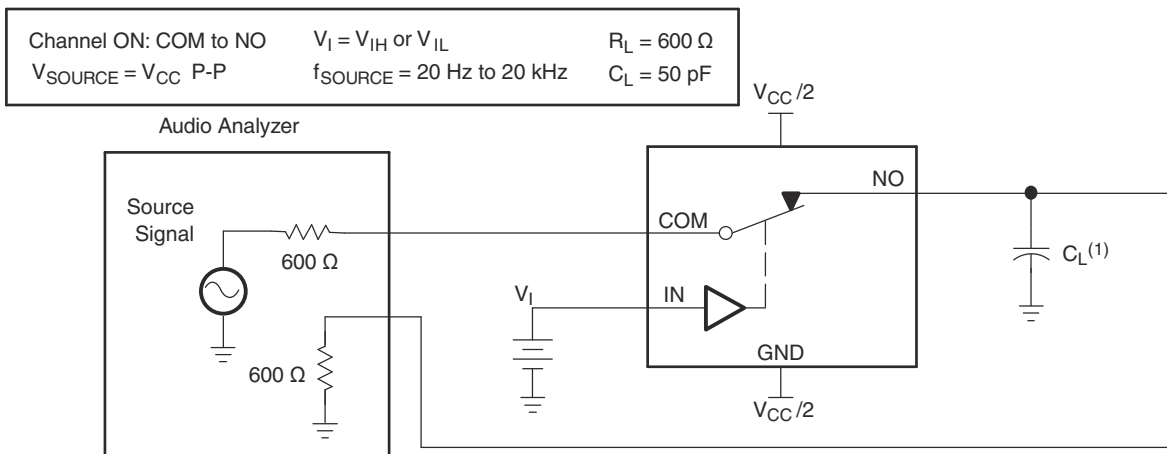 Channel ON: COM to NO V_I = V_IH or V_IL R_L = 600 Ω
V_SOURCE = V_CC P-P f_SOURCE = 20 Hz to 20 kHz C_L = 50 pF
Audio Analyzer
V_CC/2
NO
Source
Signal
COM
600 Ω
C_L(1)
V_I
IN
GND
600 Ω
V_CC/2